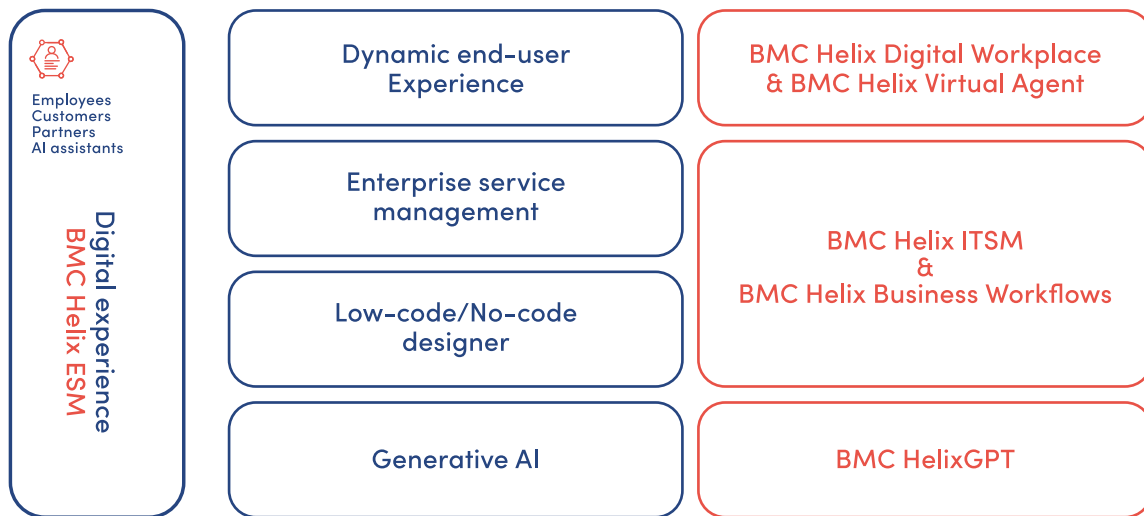 Employees
Customers
Partners
AI assistants
Digital experience
BMC Helix ESM
Dynamic end-user
Experience
BMC Helix Digital Workplace
& BMC Helix Virtual Agent
Enterprise service
management
Low-code/No-code
designer
BMC Helix ITSM
&
BMC Helix Business Workflows
Generative AI
BMC HelixGPT